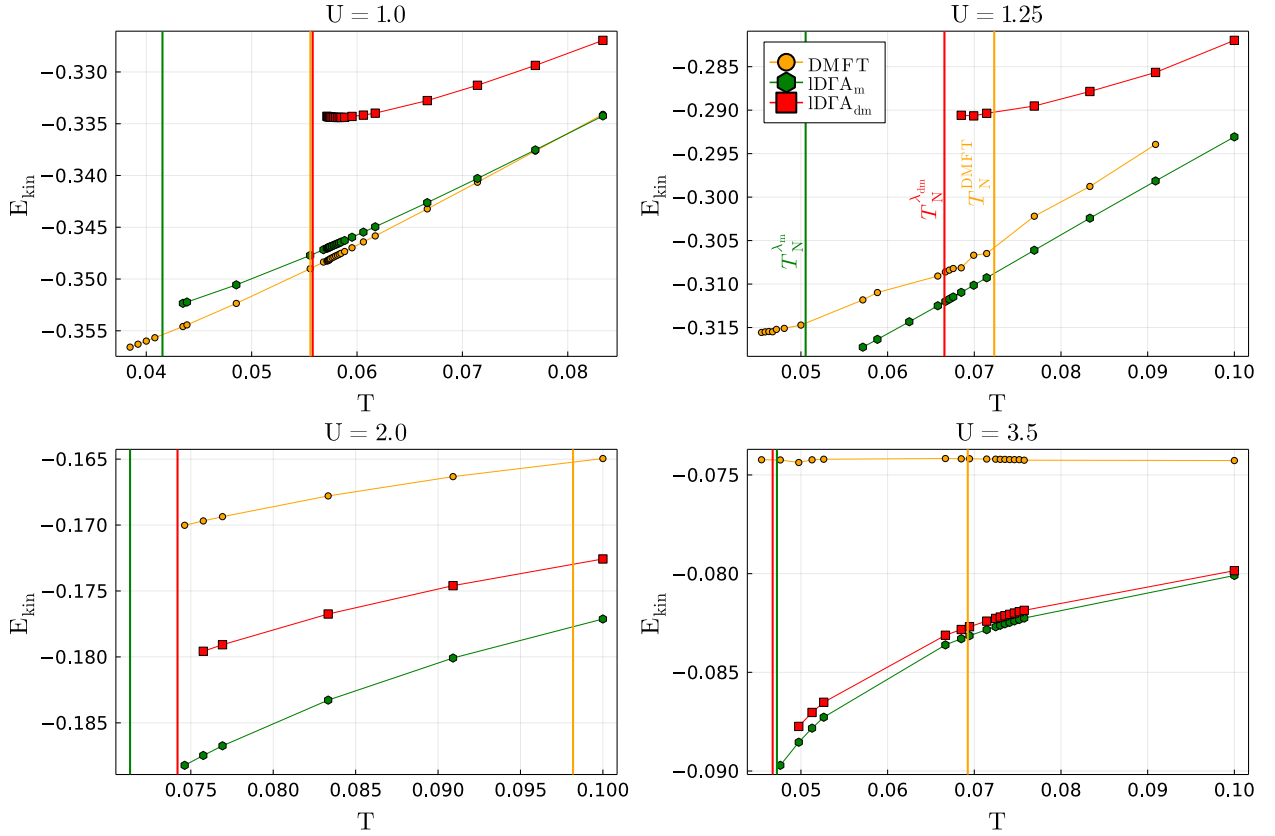 U = 1.0
−0.330
−0.335
−0.340
−0.345
−0.350
−0.355
E_kin
0.04 0.05 0.06 0.07 0.08
T
U = 1.25
DMFT
lDΓA_m
lDΓA_dm
−0.285
−0.290
−0.295
−0.300
−0.305
−0.310
−0.315
E_kin
T_N^{λ_m}
T_N^{λ_dm}
T_N^{DMFT}
0.05 0.06 0.07 0.08 0.09 0.10
T
U = 2.0
−0.165
−0.170
−0.175
−0.180
−0.185
E_kin
0.075 0.080 0.085 0.090 0.095 0.100
T
U = 3.5
−0.075
−0.080
−0.085
−0.090
E_kin
0.05 0.06 0.07 0.08 0.09 0.10
T